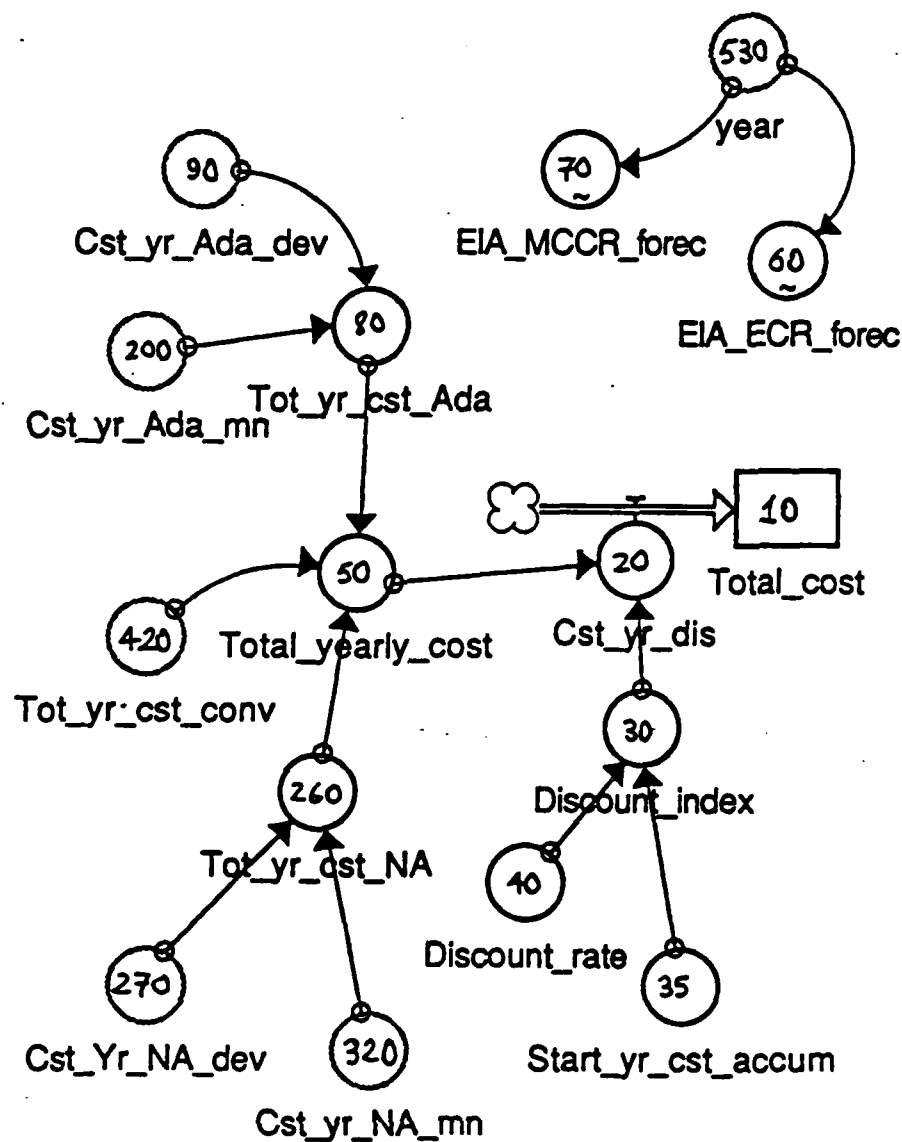 530
year
90
70
~
Cst_yr_Ada_dev
EIA_MCCR_forec
60
~
80
200
EIA_ECR_forec
Tot_yr_cst_Ada
Cst_yr_Ada_mn
10
50
20
Total_cost
420
Total_yearly_cost
Cst_yr_dis
Tot_yr_cst_conv
30
260
Discount_index
Tot_yr_cst_NA
40
Discount_rate
270
35
Cst_Yr_NA_dev
320
Start_yr_cst_accum
Cst_yr_NA_mn